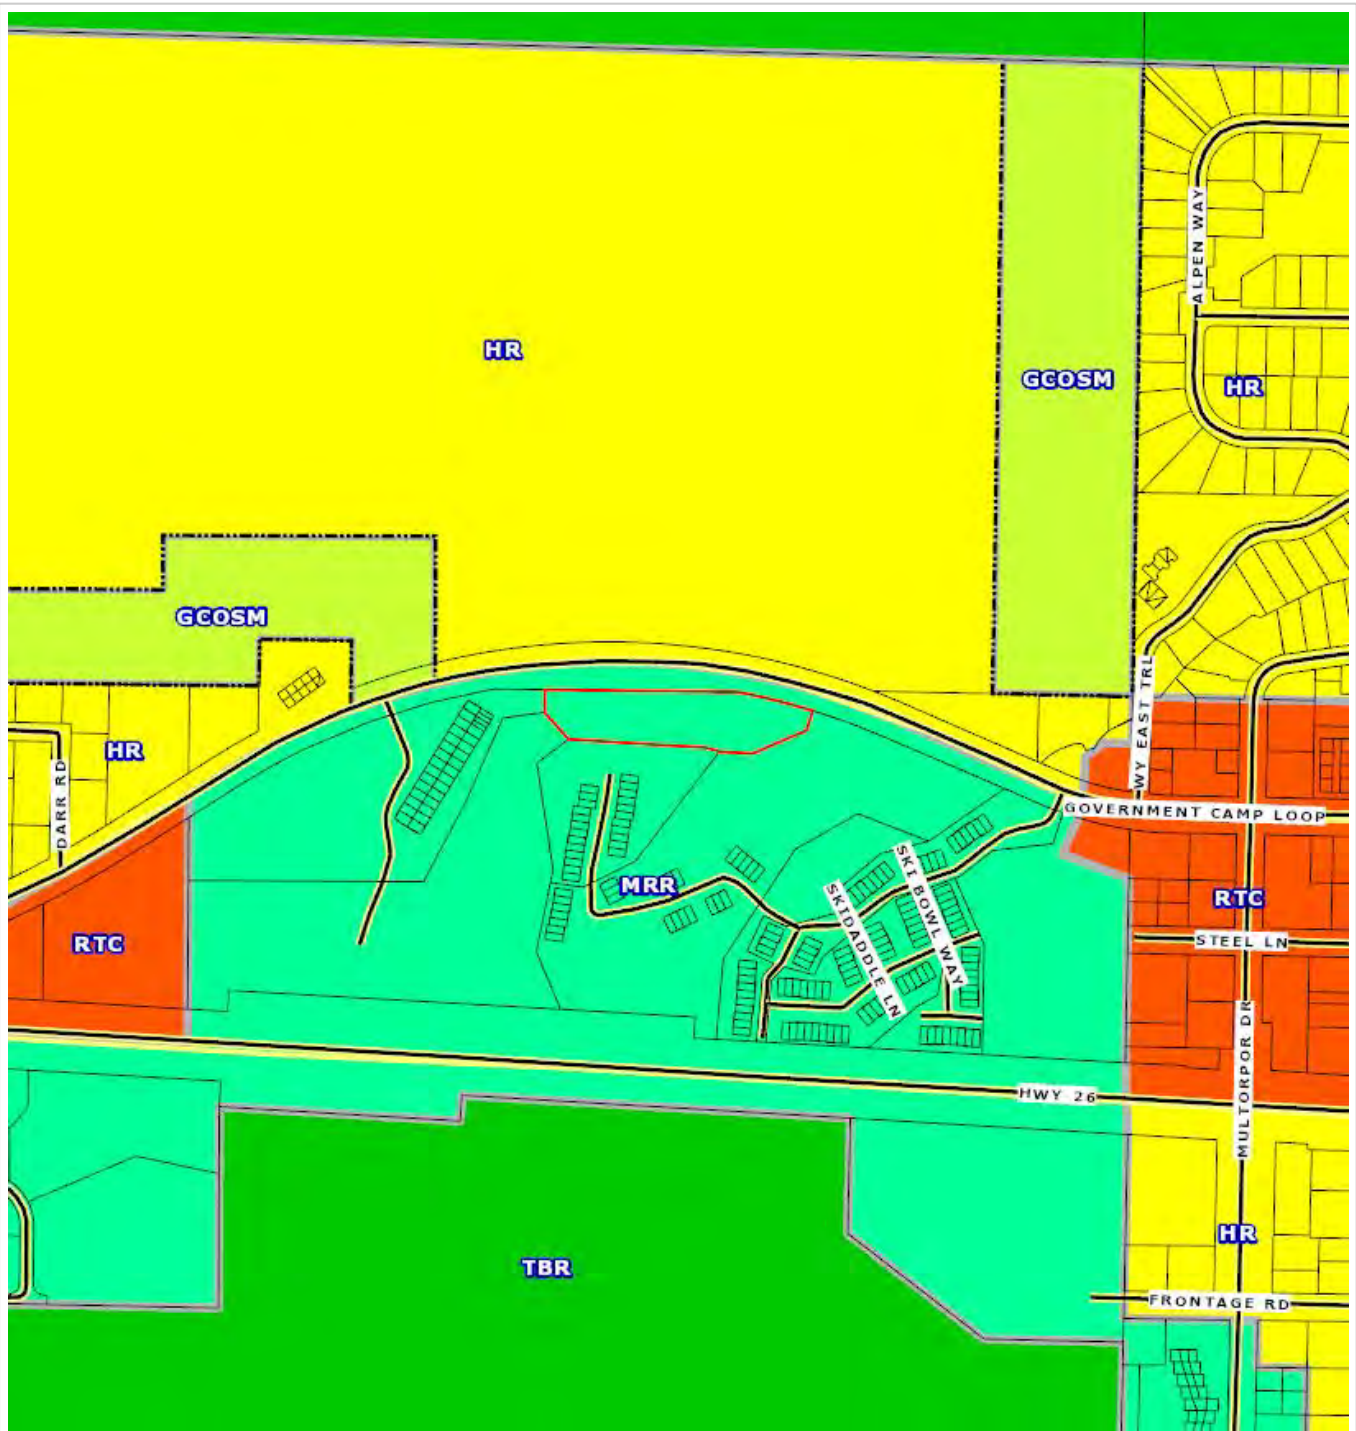 ALPEN WAY
HR
GCOSM
HR
GCOSM
WY EAST TRL
HR
DARR RD
GOVERNMENT CAMP LOOP
MRR
SKI BOWL WAY
SKIDADDLE LN
RTC
RTC
STEEL LN
MULTORPOR DR
HWY 26
HR
TBR
FRONTAGE RD